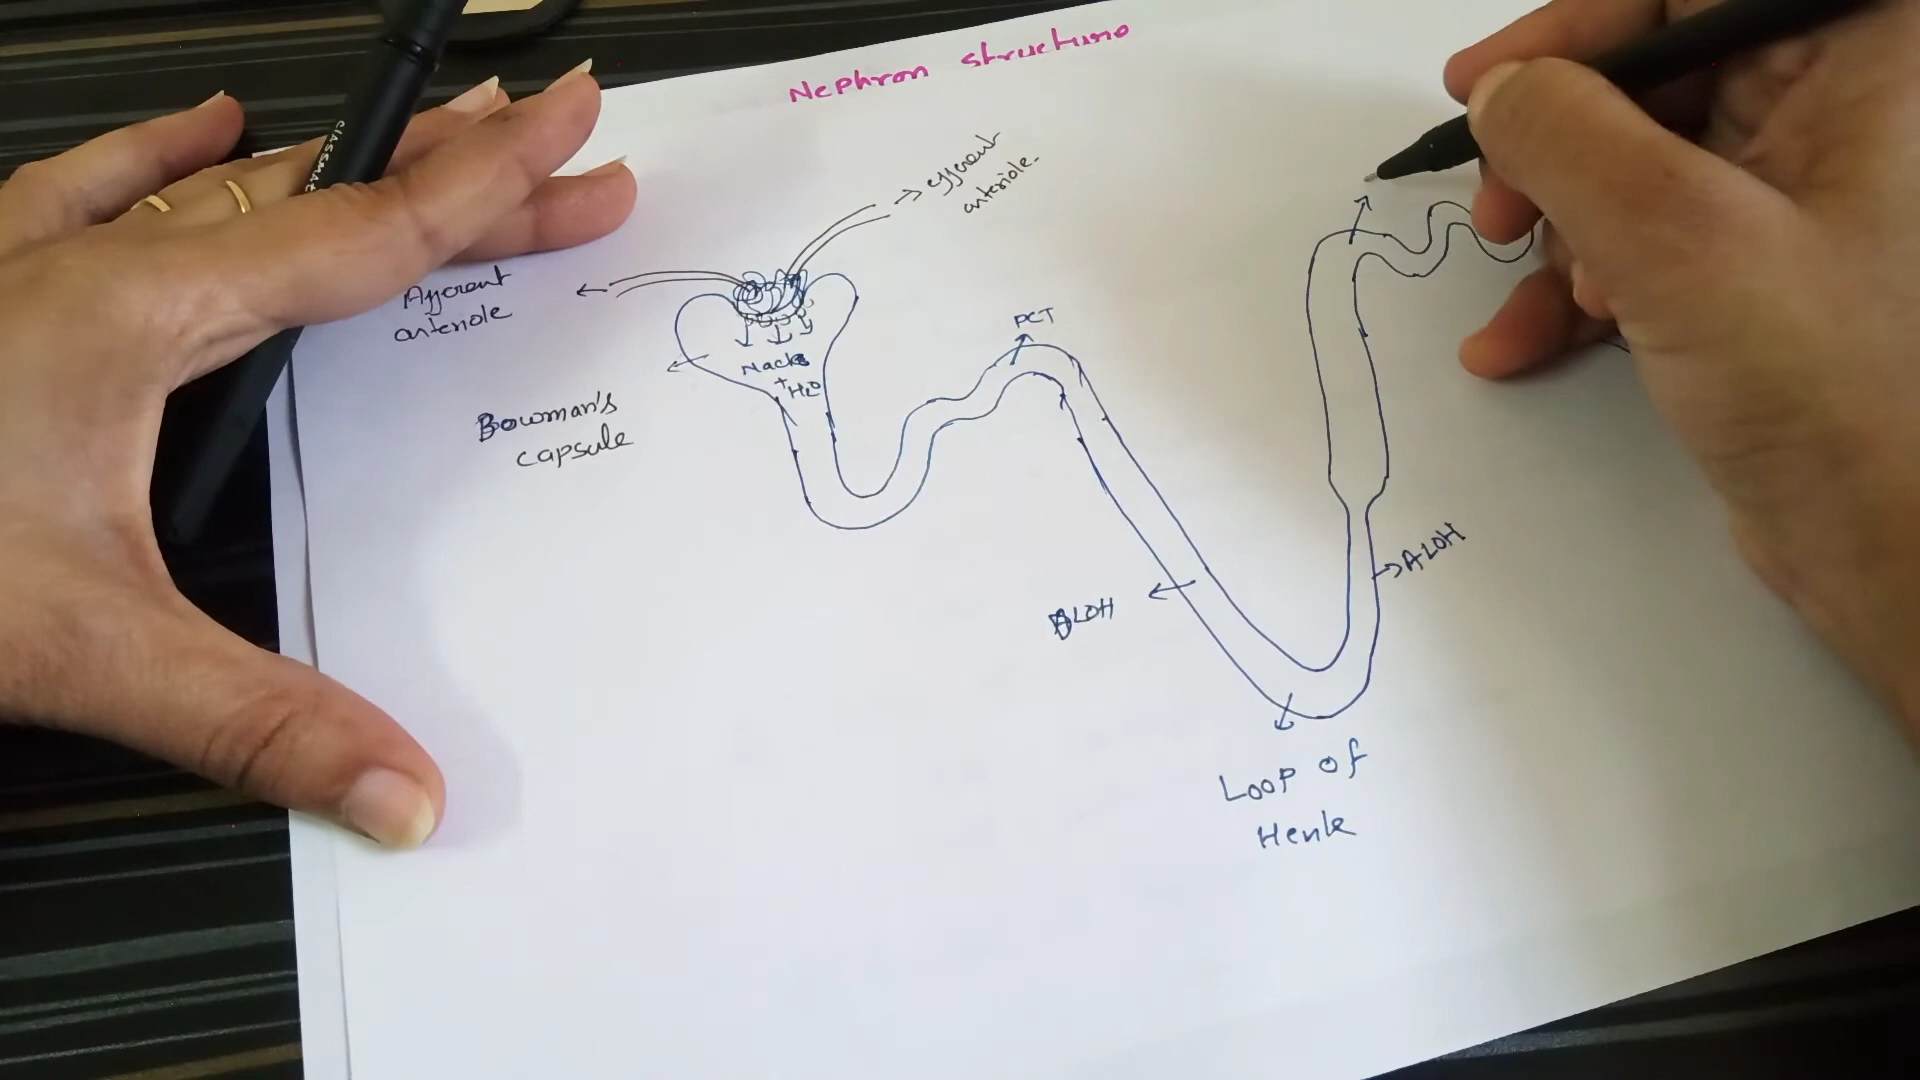 Nephron structure
efferent
arteriole.
Afferent
arteriole
Bowman's
capsule
Nacl
+H2O
PCT
DLOH
ALOH
Loop of
Henle